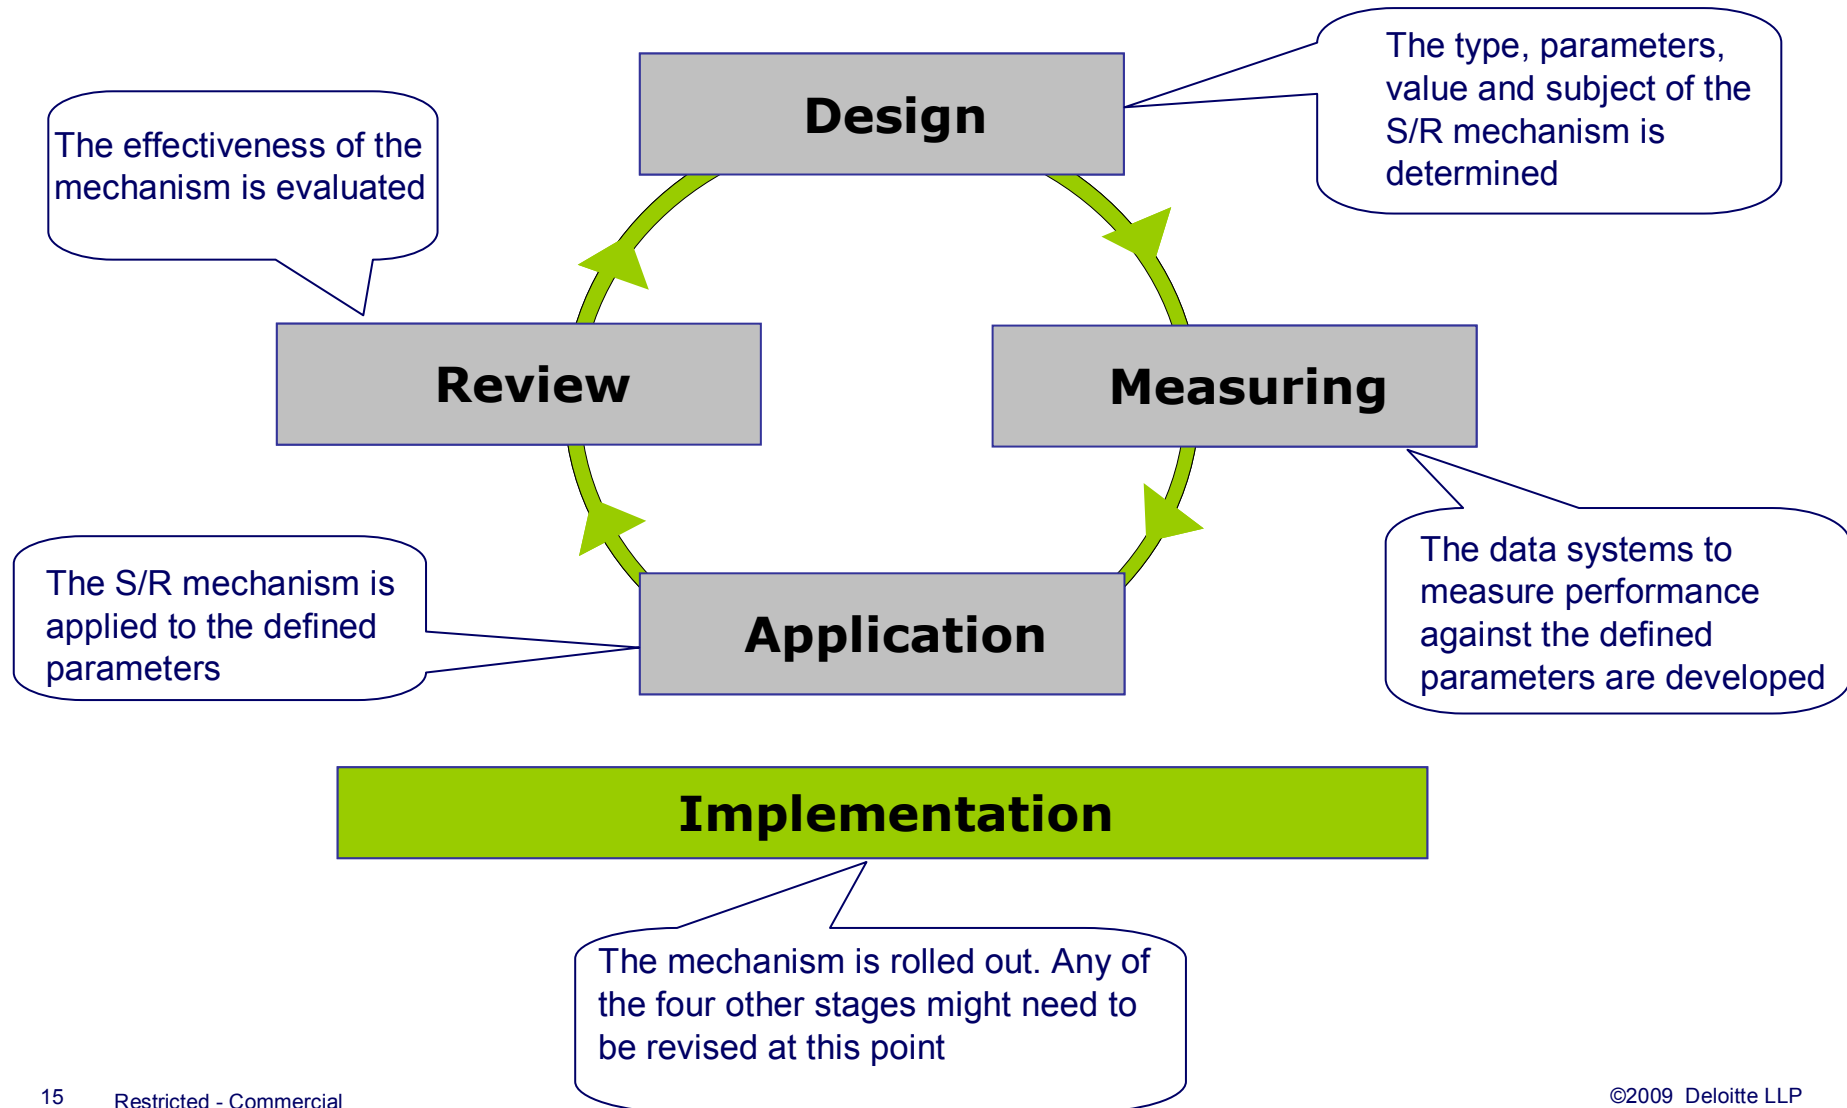 Design
The type, parameters,
value and subject of the
S/R mechanism is
determined
The effectiveness of the
mechanism is evaluated
Review
Measuring
The S/R mechanism is
applied to the defined
parameters
Application
The data systems to
measure performance
against the defined
parameters are developed
Implementation
The mechanism is rolled out. Any of
the four other stages might need to
be revised at this point
15 Restricted - Commercial
©2009 Deloitte LLP